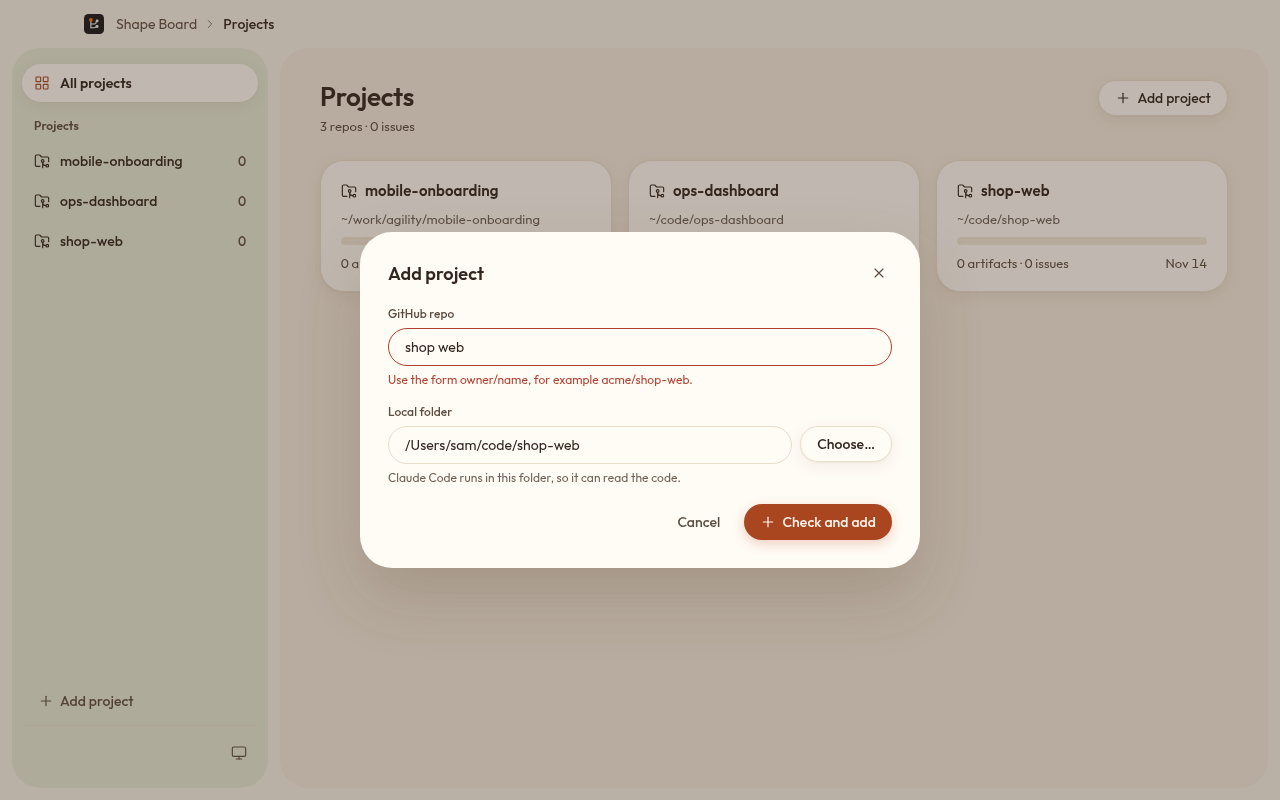 Shape Board > Projects
All projects
Projects
mobile-onboarding 0
ops-dashboard 0
shop-web 0
Add project
Projects
3 repos · 0 issues
Add project
mobile-onboarding
~/work/agility/mobile-onboarding
0 a
ops-dashboard
~/code/ops-dashboard
shop-web
~/code/shop-web
0 artifacts · 0 issues Nov 14
Add project
GitHub repo
shop web
Use the form owner/name, for example acme/shop-web.
Local folder
/Users/sam/code/shop-web
Choose...
Claude Code runs in this folder, so it can read the code.
Cancel
Check and add